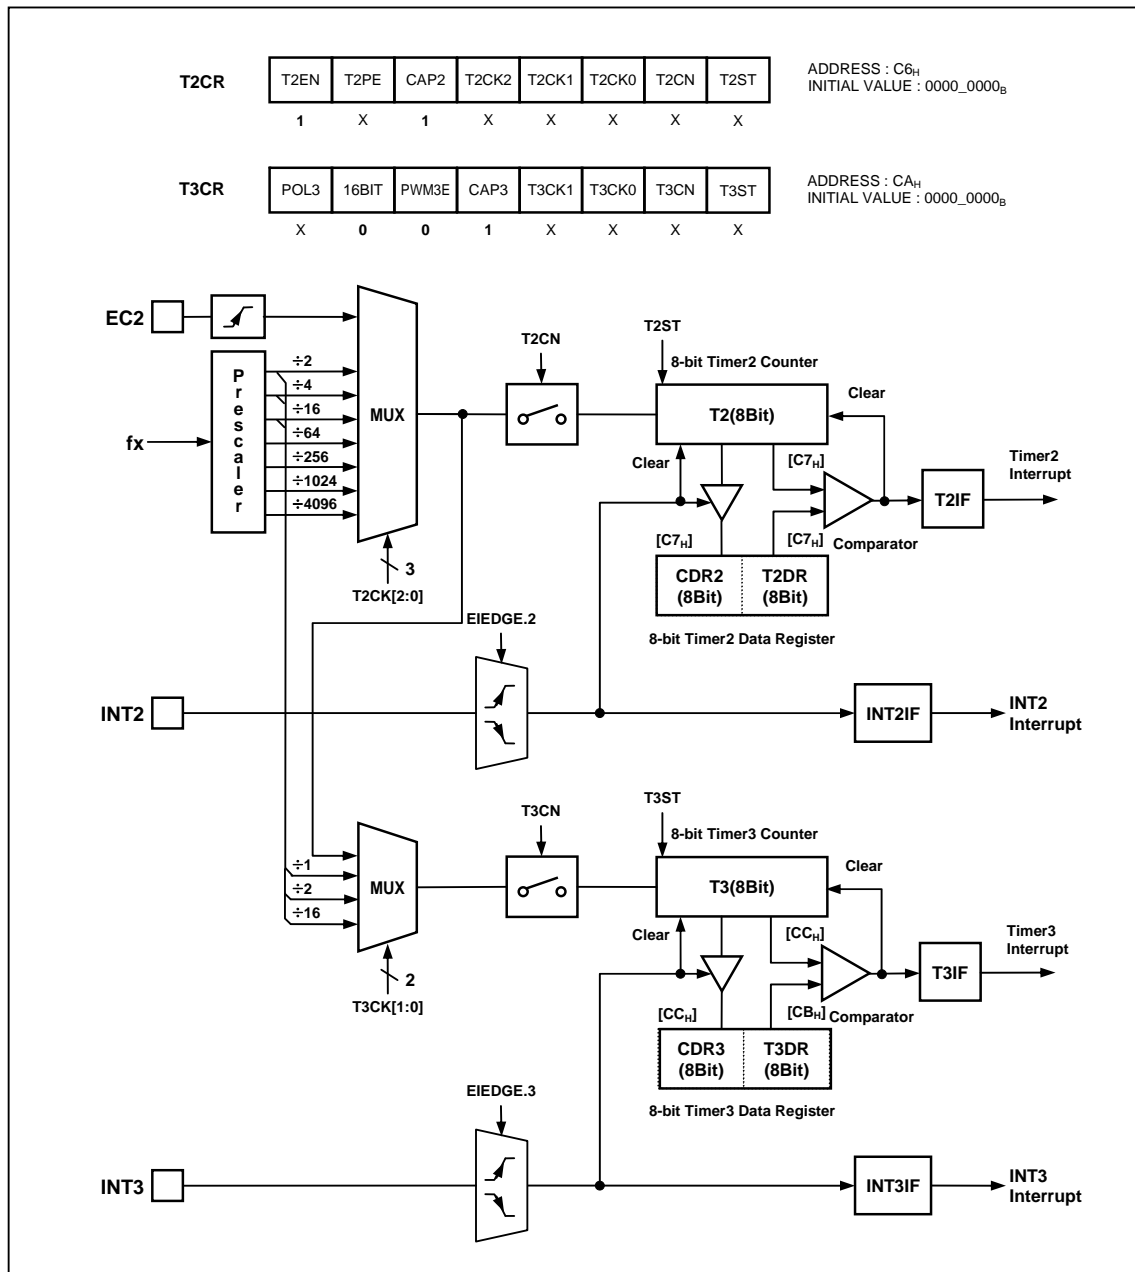 T2CR T2EN T2PE CAP2 T2CK2 T2CK1 T2CK0 T2CN T2ST ADDRESS : C6H
INITIAL VALUE : 0000_0000B
1 X 1 X X X X X
T3CR POL3 16BIT PWM3E CAP3 T3CK1 T3CK0 T3CN T3ST ADDRESS : CAH
INITIAL VALUE : 0000_0000B
X 0 0 1 X X X X
EC2
T2CN
T2ST
8-bit Timer2 Counter
Prescaler
fx
÷2
÷4
÷16
÷64
÷256
÷1024
÷4096
MUX
3
T2CK[2:0]
T2(8Bit)
Clear
Clear
[C7H]
[C7H]
[C7H]
Comparator
T2IF
Timer2
Interrupt
CDR2
(8Bit)
T2DR
(8Bit)
8-bit Timer2 Data Register
EIEDGE.2
INT2
INT2IF
INT2
Interrupt
T3CN
T3ST
8-bit Timer3 Counter
÷1
÷2
÷16
MUX
2
T3CK[1:0]
T3(8Bit)
Clear
Clear
[CCH]
[CCH]
[CBH]
Comparator
T3IF
Timer3
Interrupt
CDR3
(8Bit)
T3DR
(8Bit)
8-bit Timer3 Data Register
EIEDGE.3
INT3
INT3IF
INT3
Interrupt